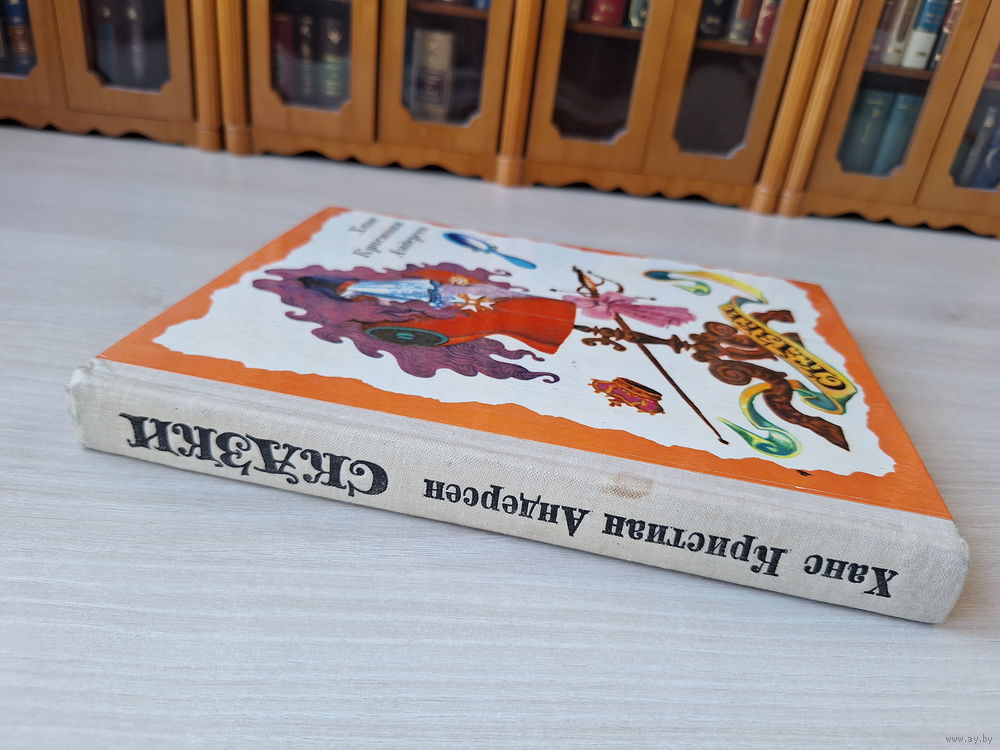 Ханс
Кристиан
Андерсен
Сказки
Ханс Кристиан Андерсен СКАЗКИ
www.ay.by